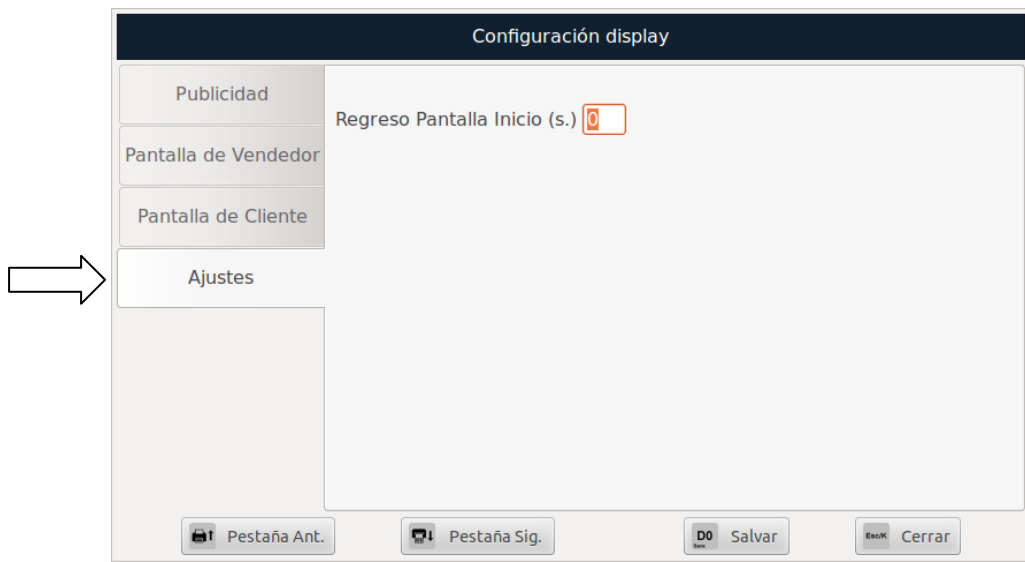 Configuración display
Publicidad
Pantalla de Vendedor
Pantalla de Cliente
Ajustes
Regreso Pantalla Inicio (s.) 0
Pestaña Ant.
Pestaña Sig.
D0 Salvar
Save
Esc/K Cerrar